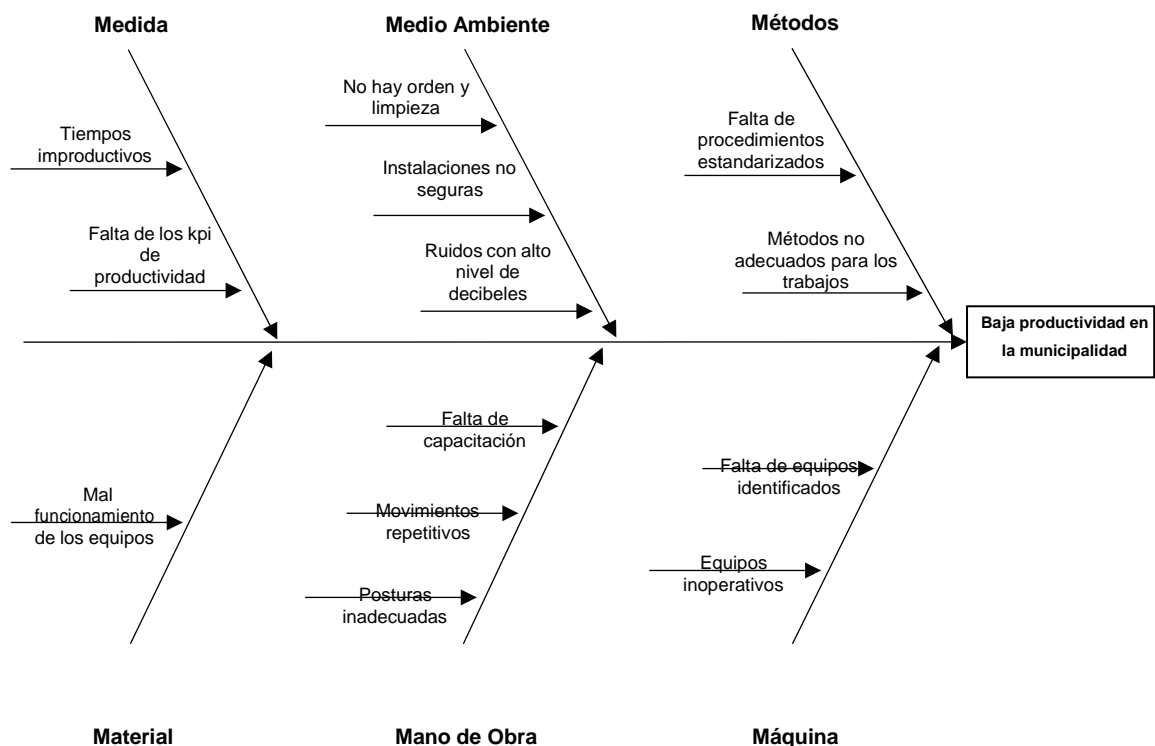 Medida
Medio Ambiente
Métodos
No hay orden y
limpieza
Tiempos
improductivos
Falta de
procedimientos
estandarizados
Instalaciones no
seguras
Falta de los kpi
de
productividad
Ruidos con alto
nivel de
decibeles
Métodos no
adecuados para los
trabajos
Baja productividad en
la municipalidad
Falta de
capacitación
Falta de equipos
identificados
Mal
funcionamiento
de los equipos
Movimientos
repetitivos
Equipos
inoperativos
Posturas
inadecuadas
Material
Mano de Obra
Máquina